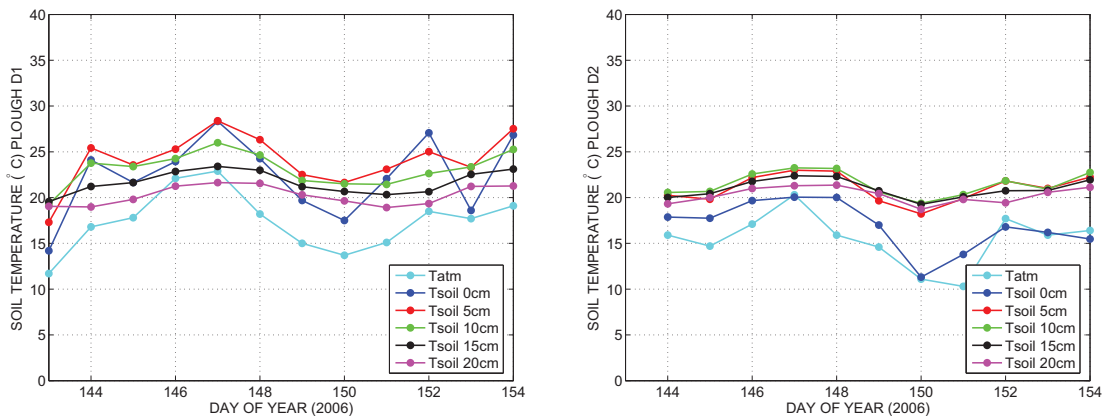 40
35
30
25
20
15
10
5
0
SOIL TEMPERATURE (° C) PLOUGH D1
144
146
148
150
152
154
DAY OF YEAR (2006)
Tatm
Tsoil 0cm
Tsoil 5cm
Tsoil 10cm
Tsoil 15cm
Tsoil 20cm
40
35
30
25
20
15
10
5
0
SOIL TEMPERATURE (° C) PLOUGH D2
144
146
148
150
152
154
DAY OF YEAR (2006)
Tatm
Tsoil 0cm
Tsoil 5cm
Tsoil 10cm
Tsoil 15cm
Tsoil 20cm